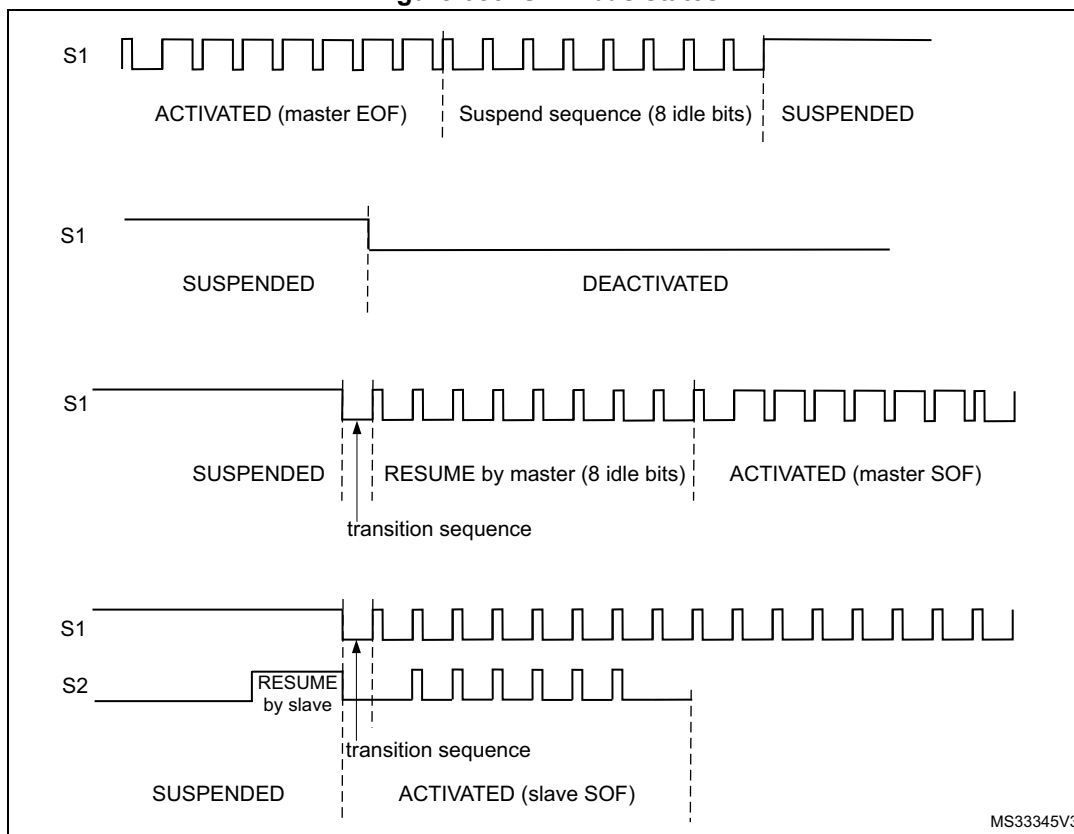 S1
ACTIVATED (master EOF) Suspend sequence (8 idle bits) SUSPENDED
S1
SUSPENDED DEACTIVATED
S1
SUSPENDED RESUME by master (8 idle bits) ACTIVATED (master SOF)
transition sequence
S1
S2
RESUME
by slave
transition sequence
SUSPENDED ACTIVATED (slave SOF)
MS33345V3